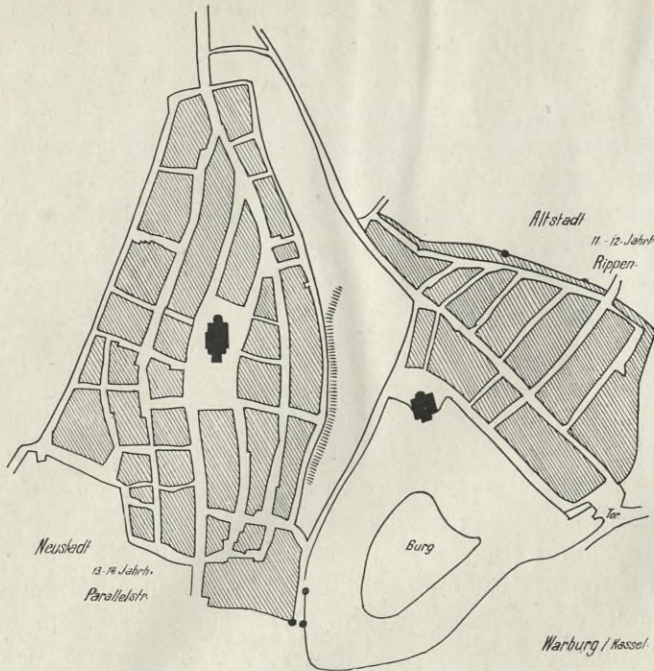 Altstadt
11.-12. Jahrh.
Rippen.
Tor
Burg
Neustadt
13.-14. Jahrh.
Parallelstr.
Warburg / Kassel.